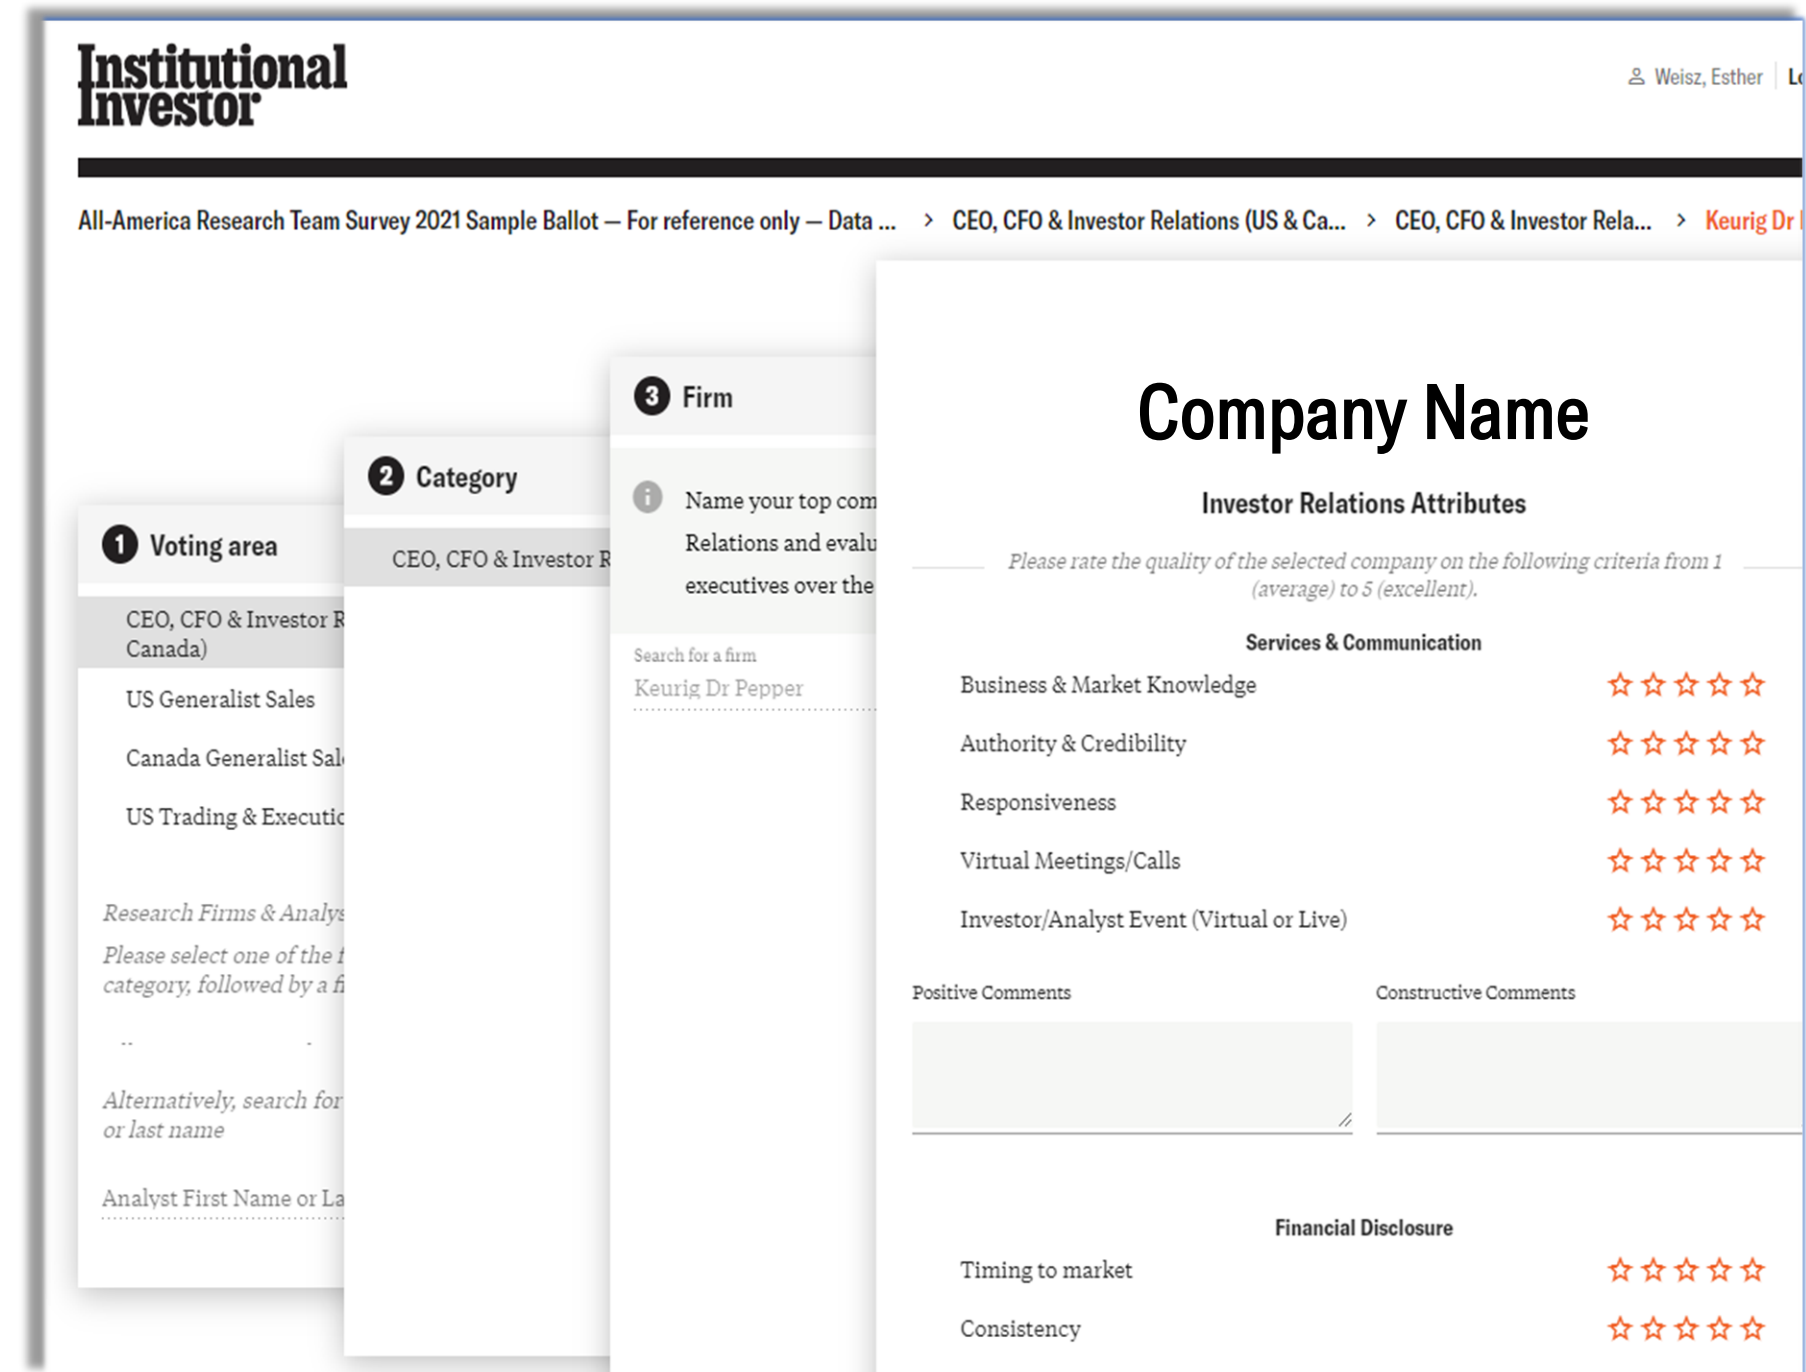 Institutional
Investor
Weisz, Esther
All-America Research Team Survey 2021 Sample Ballot — For reference only — Data ... > CEO, CFO & Investor Relations (US & Ca... > CEO, CFO & Investor Rela... > Keurig Dr
1 Voting area
CEO, CFO & Investor R
Canada)
US Generalist Sales
Canada Generalist
US Trading &
Research Firms &
Please select one of the
category, followed by a
Alternatively, search for
or last name
Analyst First Name or
2 Category
CEO, CFO & Investor R
3 Firm
i
Name your top
Relations and
executives over the
Search for a firm
Keurig Dr Pepper
Company Name
Investor Relations Attributes
Please rate the quality of the selected company on the following criteria from 1
(average) to 5 (excellent).
Services & Communication
Business & Market Knowledge
Authority & Credibility
Responsiveness
Virtual Meetings/Calls
Investor/Analyst Event (Virtual or Live)
Positive Comments
Constructive Comments
Financial Disclosure
Timing to market
Consistency